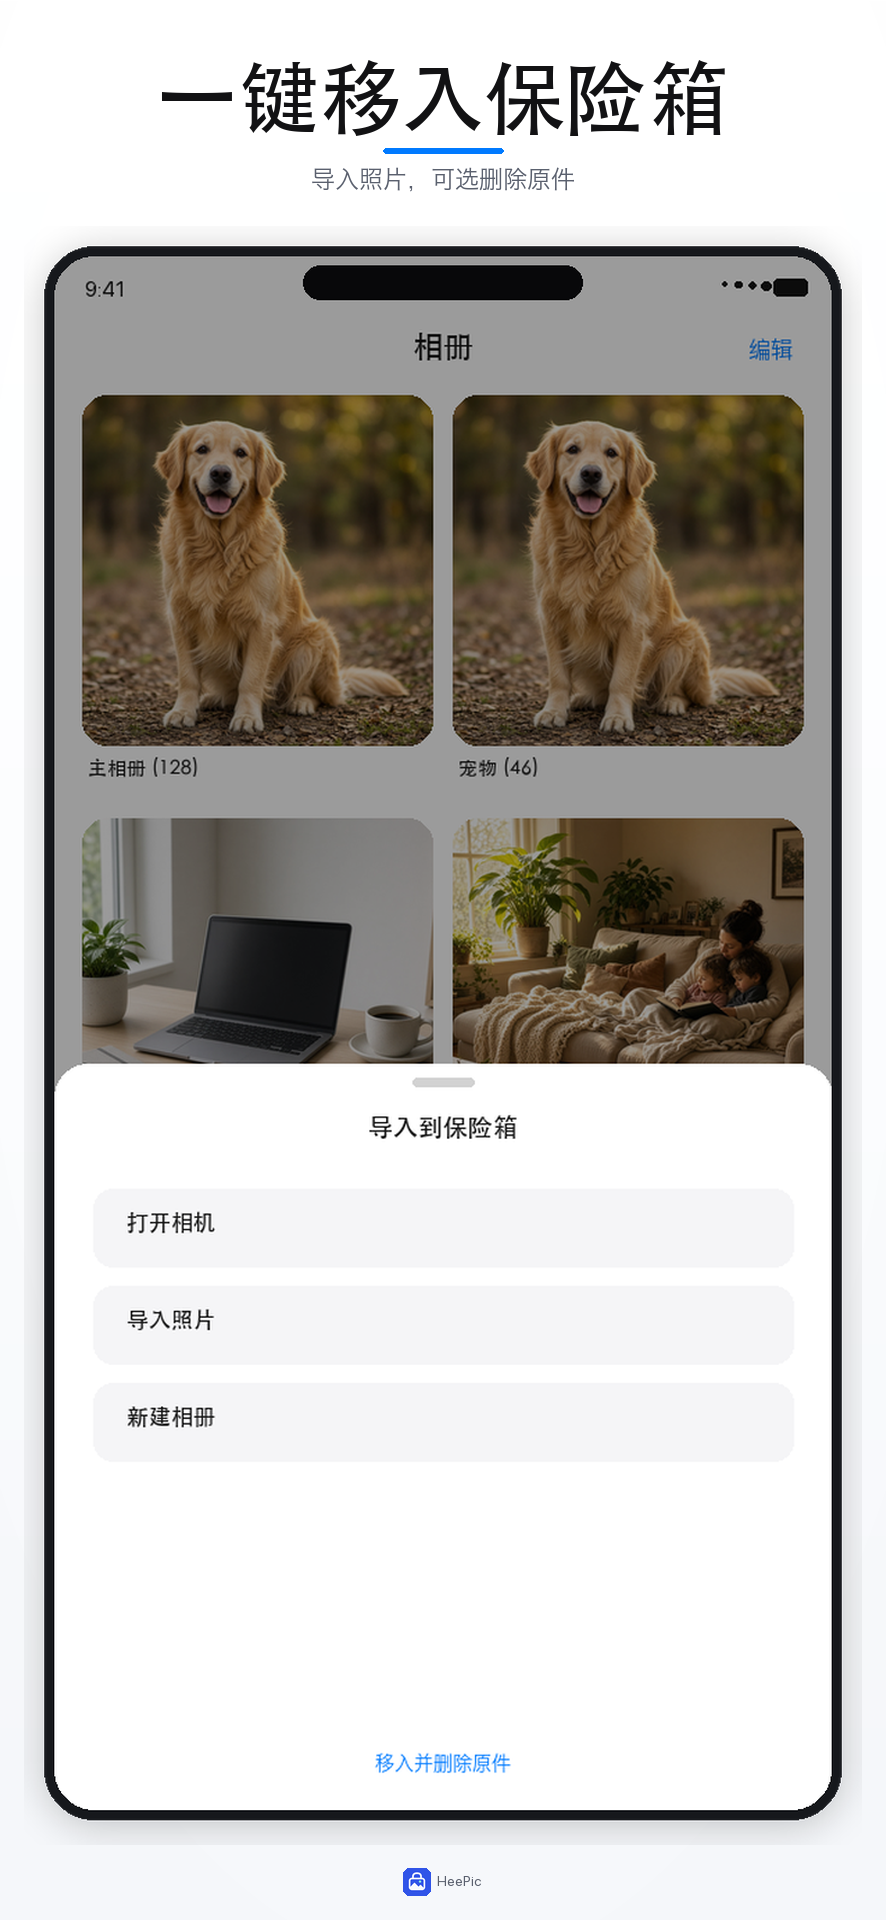 一键移入保险箱
导入照片，可选删除原件
9:41
相册
编辑
主相册 (128)
宠物 (46)
导入到保险箱
打开相机
导入照片
新建相册
移入并删除原件
HeePic